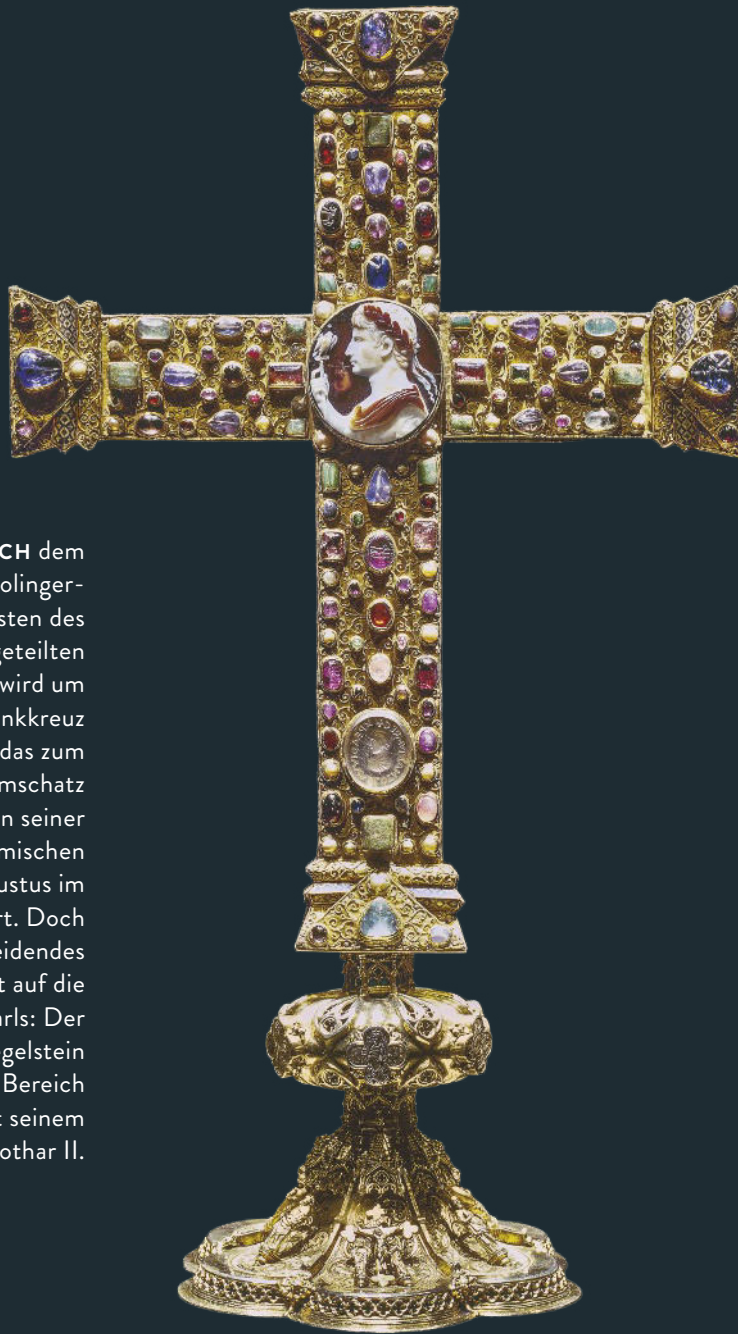 CH dem
olinger-
sten des
geteilten
wird um
nkkreuz
das zum
mschatz
n seiner
mischen
ustus im
rt. Doch
eidendes
t auf die
arls: Der
gelstein
Bereich
t seinem
othar II.